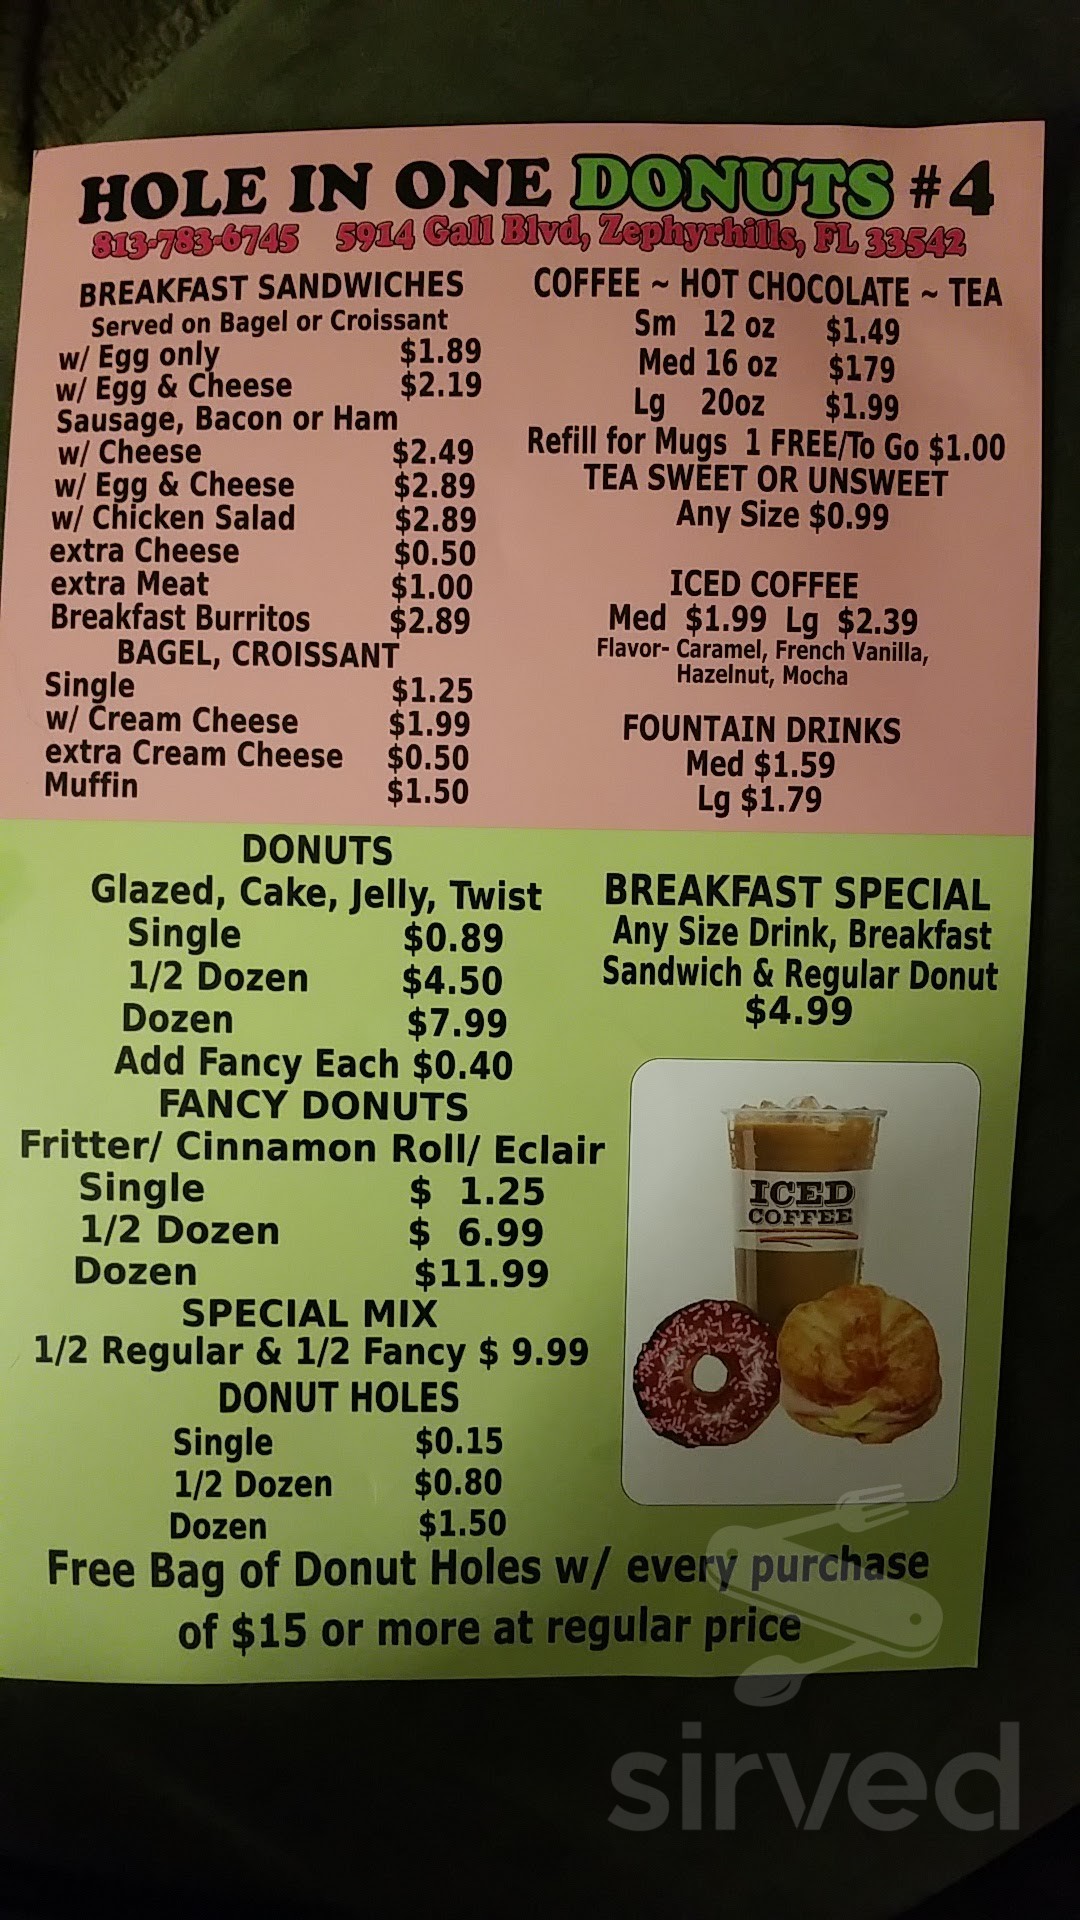 HOLE IN ONE DONUTS #4
813-783-6745 5914 Gall Blvd, Zephyrhills, FL 33542
BREAKFAST SANDWICHES
Served on Bagel or Croissant
w/ Egg only $1.89
w/ Egg & Cheese $2.19
Sausage, Bacon or Ham
w/ Cheese $2.49
w/ Egg & Cheese $2.89
w/ Chicken Salad $2.89
extra Cheese $0.50
extra Meat $1.00
Breakfast Burritos $2.89
BAGEL, CROISSANT
Single $1.25
w/ Cream Cheese $1.99
extra Cream Cheese $0.50
Muffin $1.50
COFFEE ~ HOT CHOCOLATE ~ TEA
Sm 12 oz $1.49
Med 16 oz $179
Lg 20oz $1.99
Refill for Mugs 1 FREE/To Go $1.00
TEA SWEET OR UNSWEET
Any Size $0.99
ICED COFFEE
Med $1.99 Lg $2.39
Flavor- Caramel, French Vanilla,
Hazelnut, Mocha
FOUNTAIN DRINKS
Med $1.59
Lg $1.79
DONUTS
Glazed, Cake, Jelly, Twist
Single $0.89
1/2 Dozen $4.50
Dozen $7.99
Add Fancy Each $0.40
FANCY DONUTS
Fritter/ Cinnamon Roll/ Eclair
Single $ 1.25
1/2 Dozen $ 6.99
Dozen $11.99
SPECIAL MIX
1/2 Regular & 1/2 Fancy $ 9.99
DONUT HOLES
Single $0.15
1/2 Dozen $0.80
Dozen $1.50
BREAKFAST SPECIAL
Any Size Drink, Breakfast
Sandwich & Regular Donut
$4.99
ICED
COFFEE
Free Bag of Donut Holes w/ every purchase
of $15 or more at regular price
sirved